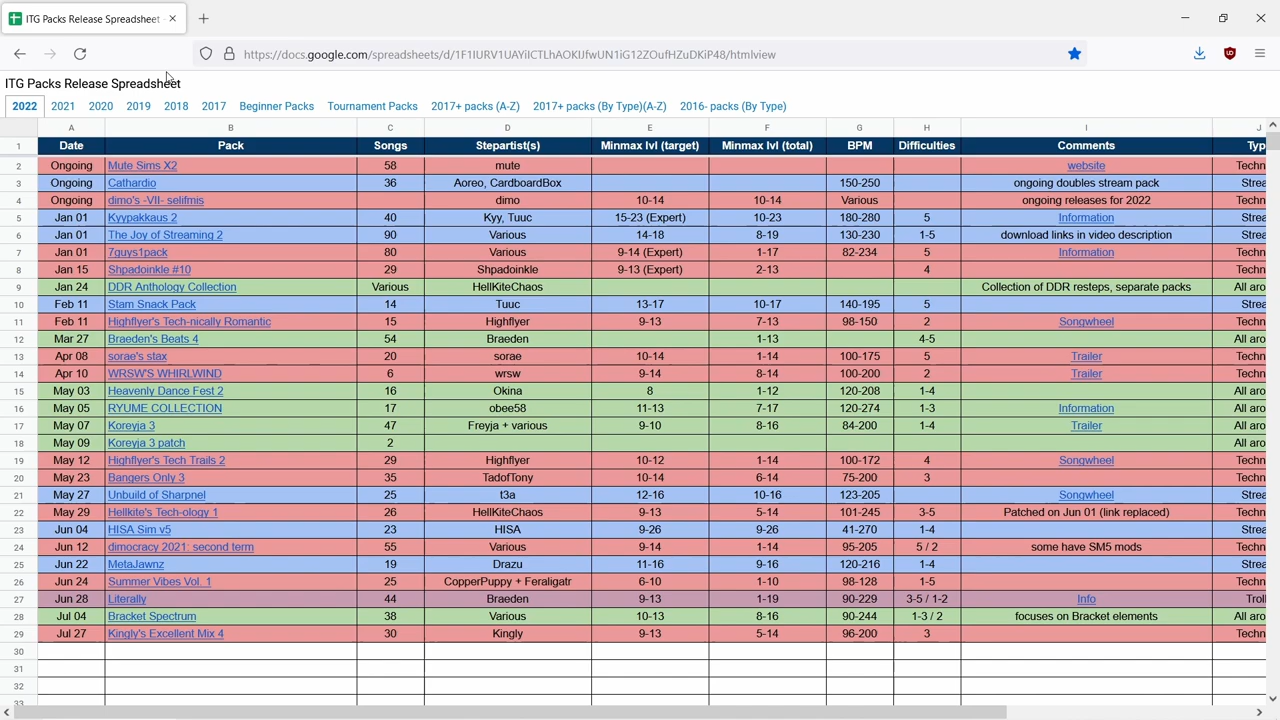 ITG Packs Release Spreadsheet
https://docs.google.com/spreadsheets/d/1F1IURV1UAYiICTLhAOKIJfwUN1iG12ZOufHZuDKiP48/htmlview
ITG Packs Release Spreadsheet
2022 2021 2020 2019 2018 2017 Beginner Packs Tournament Packs 2017+ packs (A-Z) 2017+ packs (By Type)(A-Z) 2016- packs (By Type)
A B C D E F G H I J
1 Date Pack Songs Stepartist(s) Minmax lvl (target) Minmax lvl (total) BPM Difficulties Comments Typ
2 Ongoing Mute Sims X2 58 mute website Techn
3 Ongoing Cathardio 36 Aoreo, CardboardBox 150-250 ongoing doubles stream pack Strea
4 Ongoing dimo's -VII- selifmis dimo 10-14 10-14 Various ongoing releases for 2022 Techn
5 Jan 01 Kyypakkaus 2 40 Kyy, Tuuc 15-23 (Expert) 10-23 180-280 5 Information Strea
6 Jan 01 The Joy of Streaming 2 90 Various 14-18 8-19 130-230 1-5 download links in video description Strea
7 Jan 01 7guys1pack 80 Various 9-14 (Expert) 1-17 82-234 5 Information Techn
8 Jan 15 Shpadoinkle #10 29 Shpadoinkle 9-13 (Expert) 2-13 4 Techn
9 Jan 24 DDR Anthology Collection Various HellKiteChaos Collection of DDR resteps, separate packs All aro
10 Feb 11 Stam Snack Pack 14 Tuuc 13-17 10-17 140-195 5 Strea
11 Feb 11 Highflyer's Tech-nically Romantic 15 Highflyer 9-13 7-13 98-150 2 Songwheel Techn
12 Mar 27 Braeden's Beats 4 54 Braeden 1-13 4-5 All aro
13 Apr 08 sorae's stax 20 sorae 10-14 1-14 100-175 5 Trailer Techn
14 Apr 10 WRSW'S WHIRLWIND 6 wrsw 9-14 8-14 100-200 2 Trailer Techn
15 May 03 Heavenly Dance Fest 2 16 Okina 8 1-12 120-208 1-4 All aro
16 May 05 RYUME COLLECTION 17 obee58 11-13 7-17 120-274 1-3 Information All aro
17 May 07 Koreyja 3 47 Freyja + various 9-10 8-16 84-200 1-4 Trailer All aro
18 May 09 Koreyja 3 patch 2 All aro
19 May 12 Highflyer's Tech Trails 2 29 Highflyer 10-12 1-14 100-172 4 Songwheel Techn
20 May 23 Bangers Only 3 35 TadofTony 10-14 6-14 75-200 3 Techn
21 May 27 Unbuild of Sharpnel 25 t3a 12-16 10-16 123-205 Songwheel Strea
22 May 29 Hellkite's Tech-ology 1 26 HellKiteChaos 9-13 5-14 101-245 3-5 Patched on Jun 01 (link replaced) Techn
23 Jun 04 HISA Sim v5 23 HISA 9-26 9-26 41-270 1-4 Strea
24 Jun 12 dimocracy 2021: second term 55 Various 9-14 1-14 95-205 5 / 2 some have SM5 mods Techn
25 Jun 22 MetaJawnz 19 Drazu 11-16 9-16 120-216 1-4 Strea
26 Jun 24 Summer Vibes Vol. 1 25 CopperPuppy + Feraligatr 6-10 1-10 98-128 1-5 Techn
27 Jun 28 Literally 44 Braeden 9-13 1-19 90-229 3-5 / 1-2 Info Troll
28 Jul 04 Bracket Spectrum 38 Various 10-13 8-16 90-244 1-3 / 2 focuses on Bracket elements All aro
29 Jul 27 Kingly's Excellent Mix 4 30 Kingly 9-13 5-14 96-200 3 Techn
30
31
32
33